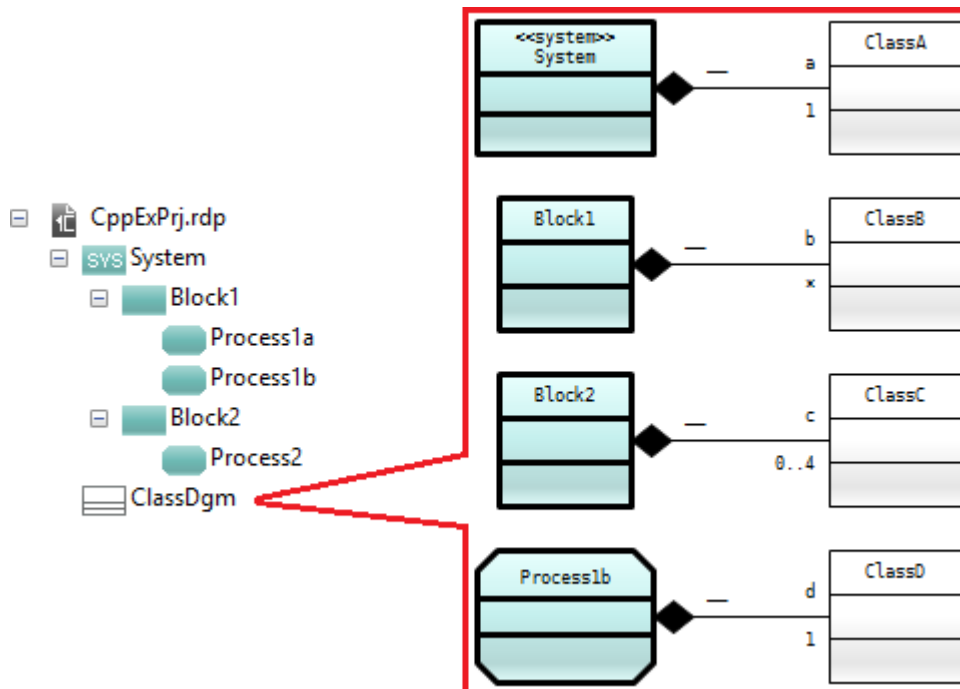 CppExPrj.rdp
SYS System
Block1
Process1a
Process1b
Block2
Process2
ClassDgm
<<system>>
System
a
1
ClassA
Block1
b
*
ClassB
Block2
c
0..4
ClassC
Process1b
d
1
ClassD